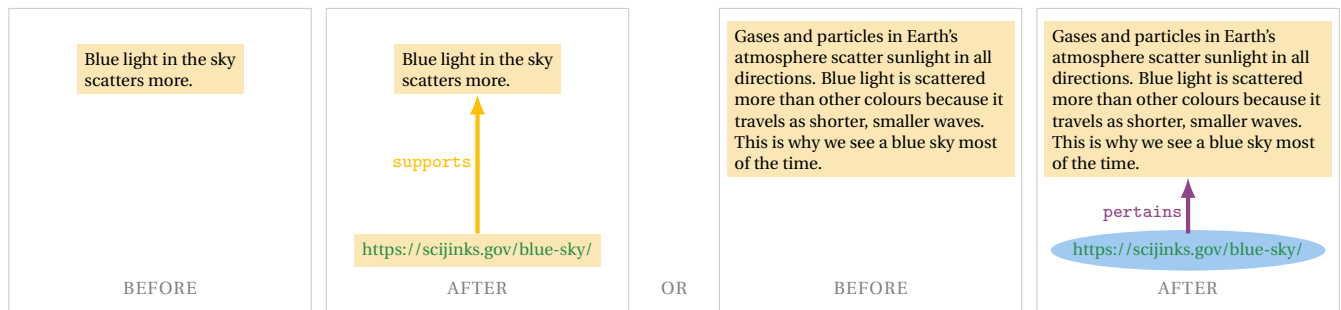 Blue light in the sky
scatters more.
BEFORE
Blue light in the sky
scatters more.
supports
https://scijinks.gov/blue-sky/
AFTER
OR
Gases and particles in Earth’s
atmosphere scatter sunlight in all
directions. Blue light is scattered
more than other colours because it
travels as shorter, smaller waves.
This is why we see a blue sky most
of the time.
BEFORE
Gases and particles in Earth’s
atmosphere scatter sunlight in all
directions. Blue light is scattered
more than other colours because it
travels as shorter, smaller waves.
This is why we see a blue sky most
of the time.
pertains
https://scijinks.gov/blue-sky/
AFTER